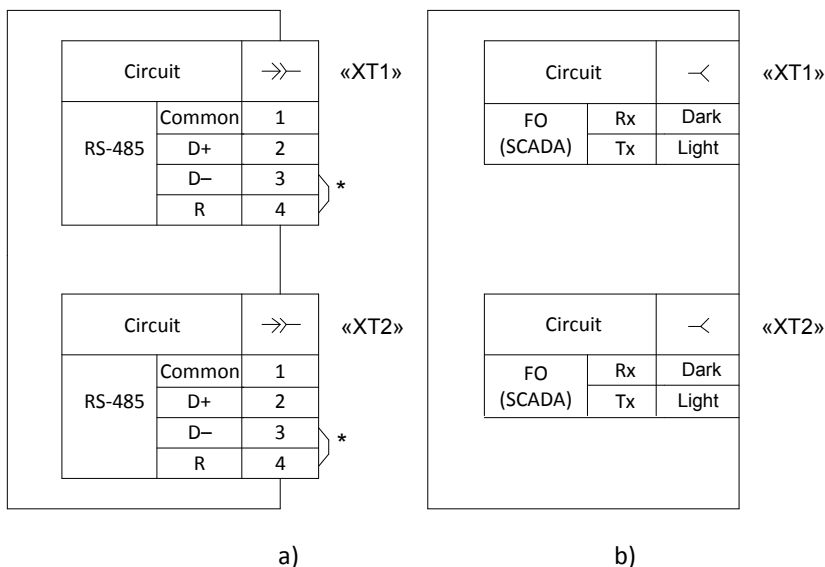 Circuit «XT1»
Common 1
RS-485 D+ 2
D– 3 *
R 4
Circuit «XT2»
Common 1
RS-485 D+ 2
D– 3 *
R 4
a)
Circuit «XT1»
FO Rx Dark
(SCADA) Tx Light
Circuit «XT2»
FO Rx Dark
(SCADA) Tx Light
b)